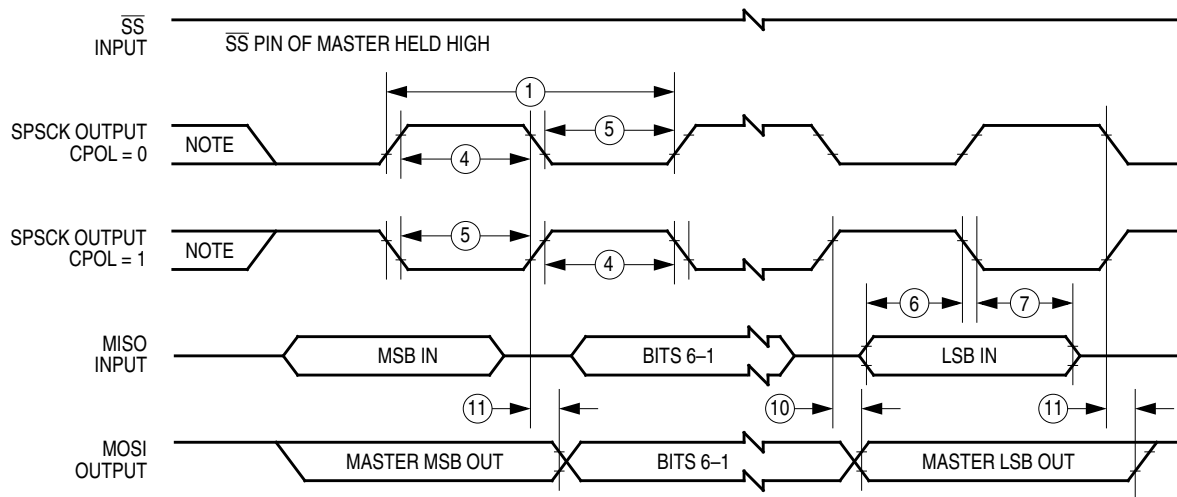 SS
INPUT
SS PIN OF MASTER HELD HIGH
1
SPSCK OUTPUT
CPOL = 0
NOTE
5
4
SPSCK OUTPUT
CPOL = 1
NOTE
5
4
6
7
MISO
INPUT
MSB IN
BITS 6–1
LSB IN
11
10
11
MOSI
OUTPUT
MASTER MSB OUT
BITS 6–1
MASTER LSB OUT